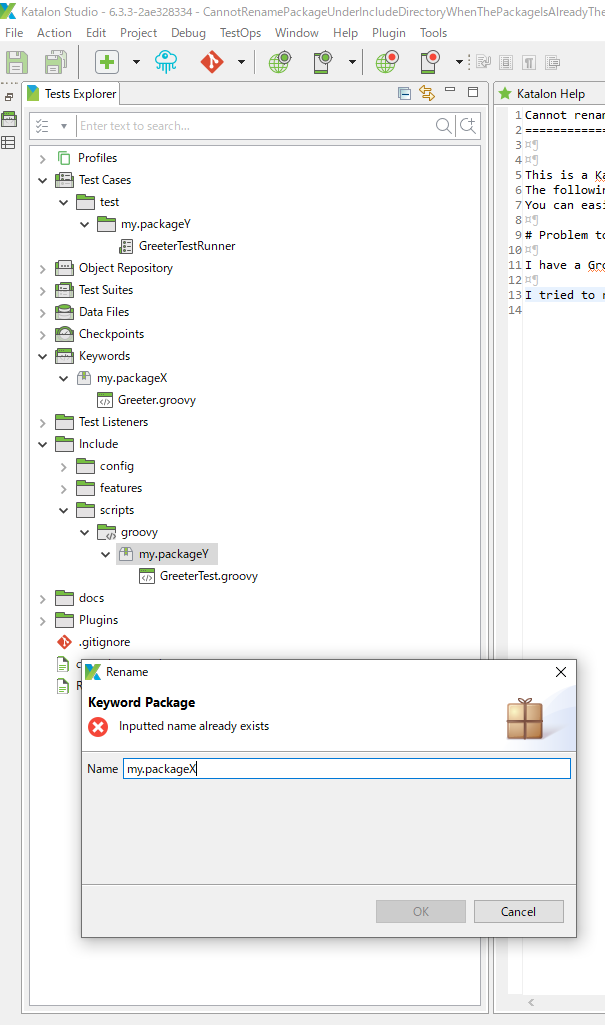 Katalon Studio - 6.3.3-2ae328334 - CannotRenamePackageUnderIncludeDirectoryWhenThePackageIsAlreadyThe
File Action Edit Project Debug TestOps Window Help Plugin Tools
Tests Explorer
Enter text to search...
Profiles
Test Cases
test
my.packageY
GreeterTestRunner
Object Repository
Test Suites
Data Files
Checkpoints
Keywords
my.packageX
Greeter.groovy
Test Listeners
Include
config
features
scripts
groovy
my.packageY
GreeterTest.groovy
docs
Plugins
.gitignore
Katalon Help
1 Cannot renam
2 ============
3 ¤¶
4 ¤¶
5 This is a Ka
6 The followin
7 You can easi
8 ¤¶
9 # Problem to
10 ¤¶
11 I have a Gro
12 ¤¶
13 I tried to r
14
Rename
Keyword Package
Inputted name already exists
Name my.packageX
OK Cancel